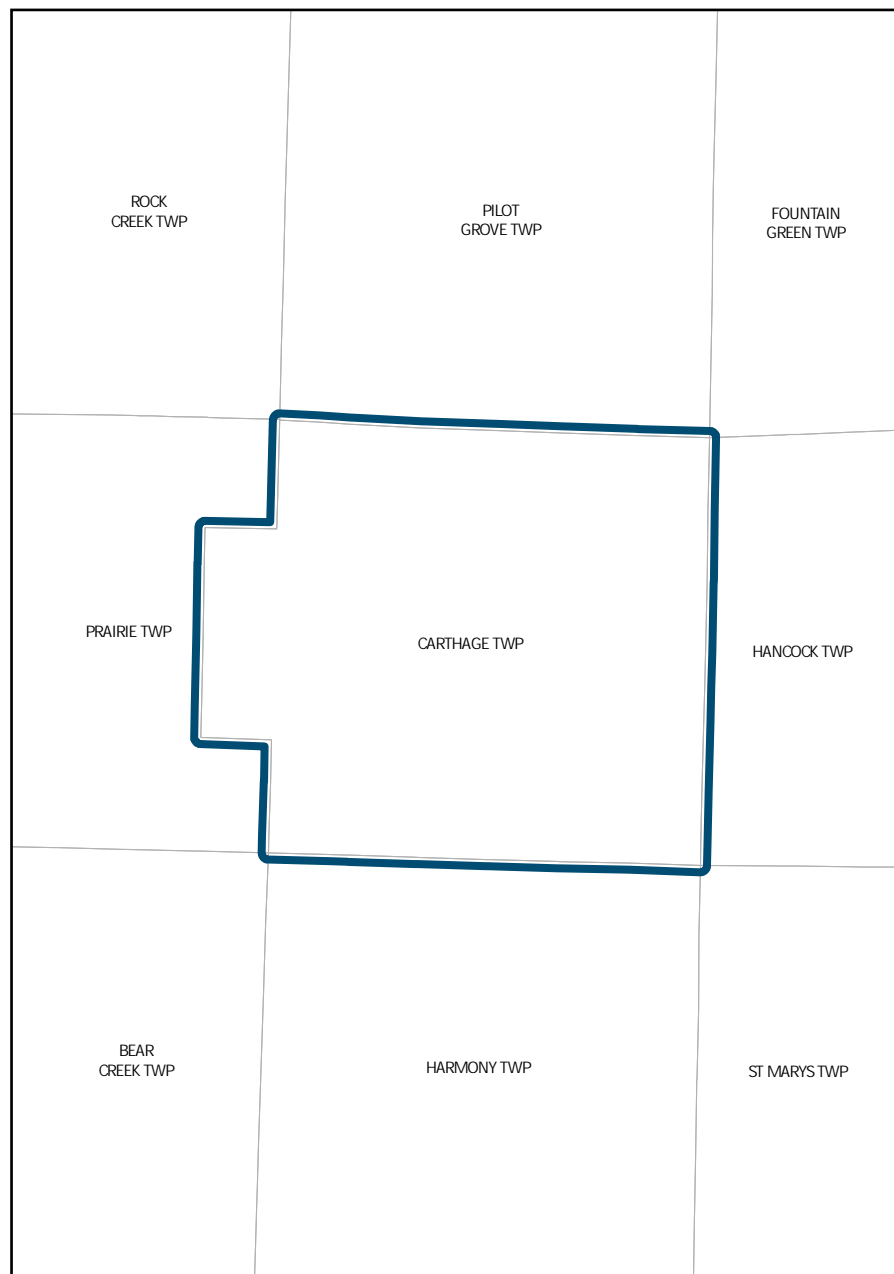 ROCK
CREEK TWP
PILOT
GROVE TWP
FOUNTAIN
GREEN TWP
PRAIRIE TWP
CARTHAGE TWP
HANCOCK TWP
BEAR
CREEK TWP
HARMONY TWP
ST MARYS TWP